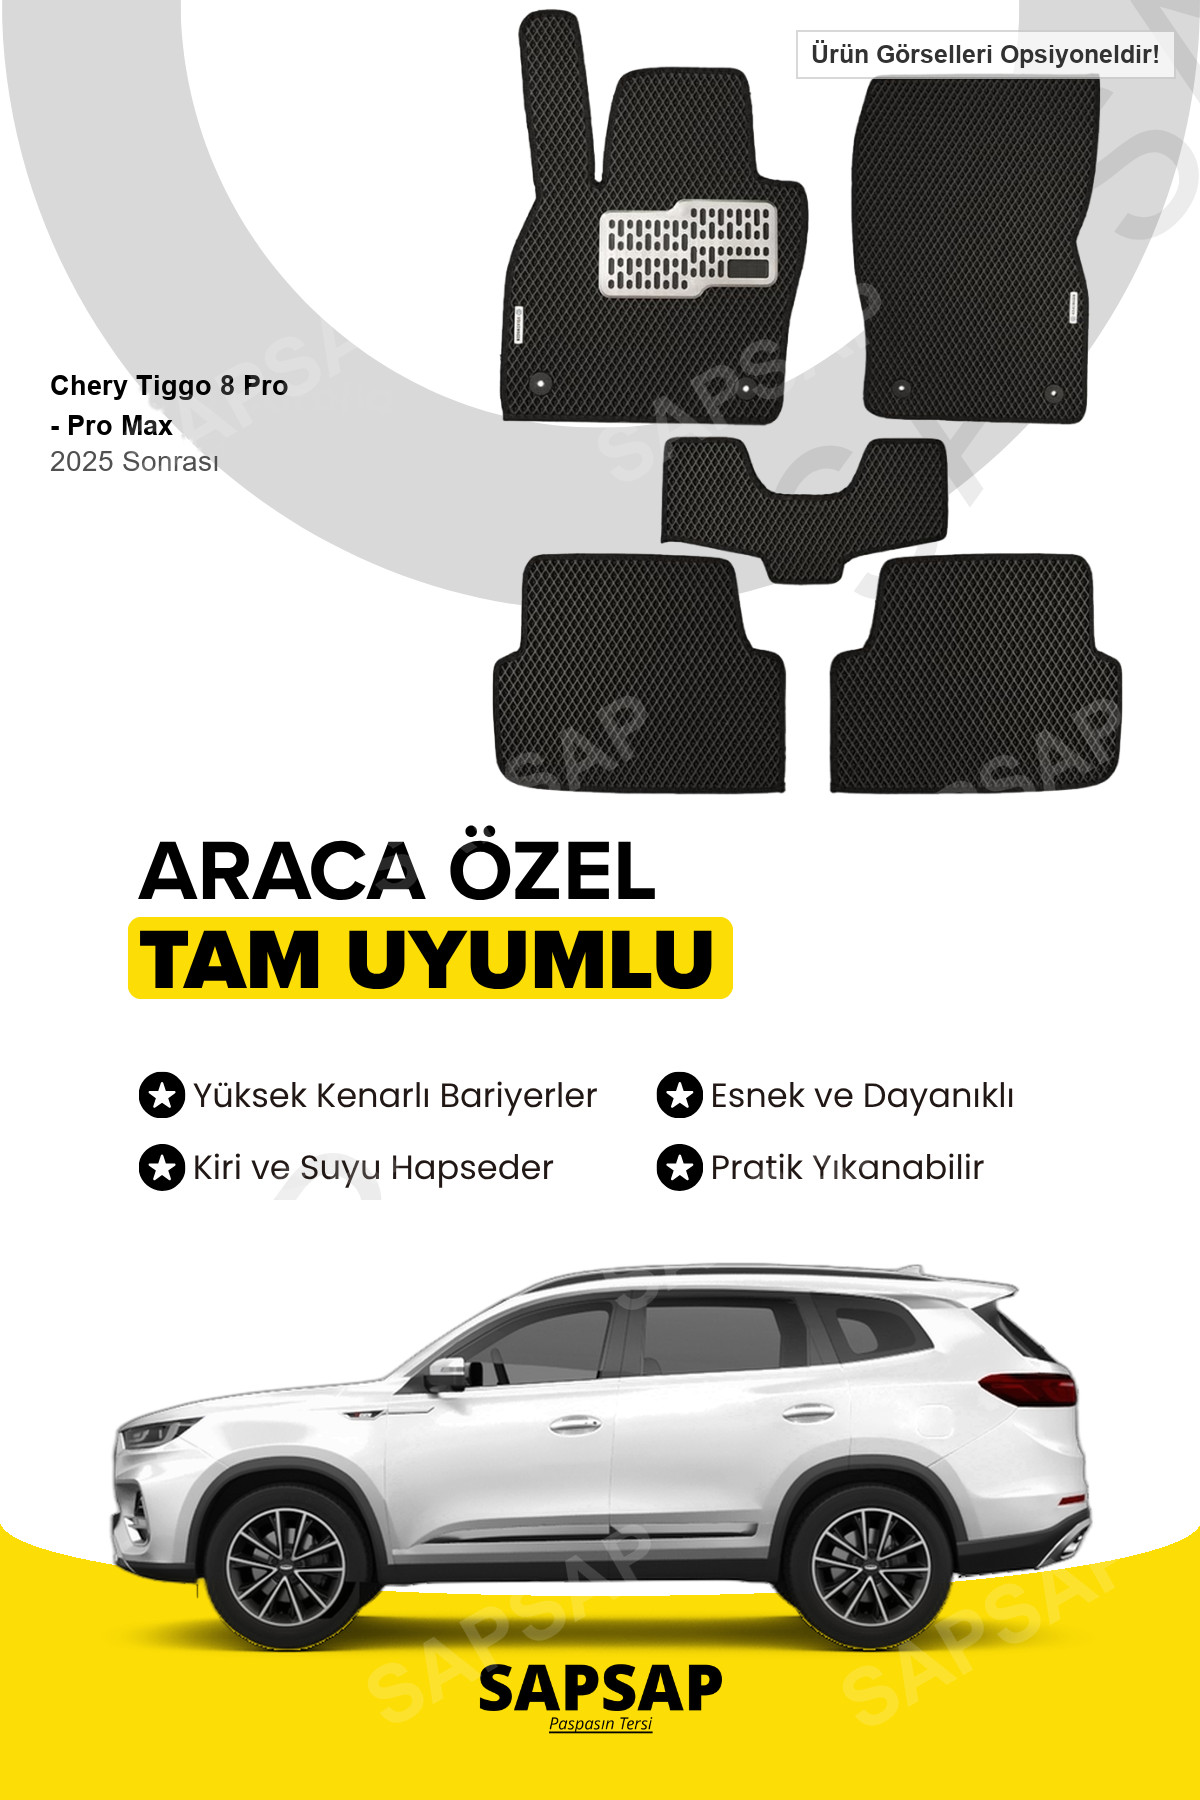 Ürün Görselleri Opsiyoneldir!
Chery Tiggo 8 Pro
- Pro Max
2025 Sonrası
ARACA ÖZEL
TAM UYUMLU
Yüksek Kenarlı Bariyerler
Esnek ve Dayanıklı
Kiri ve Suyu Hapseder
Pratik Yıkanabilir
SAPSAP
Paspasın Tersi